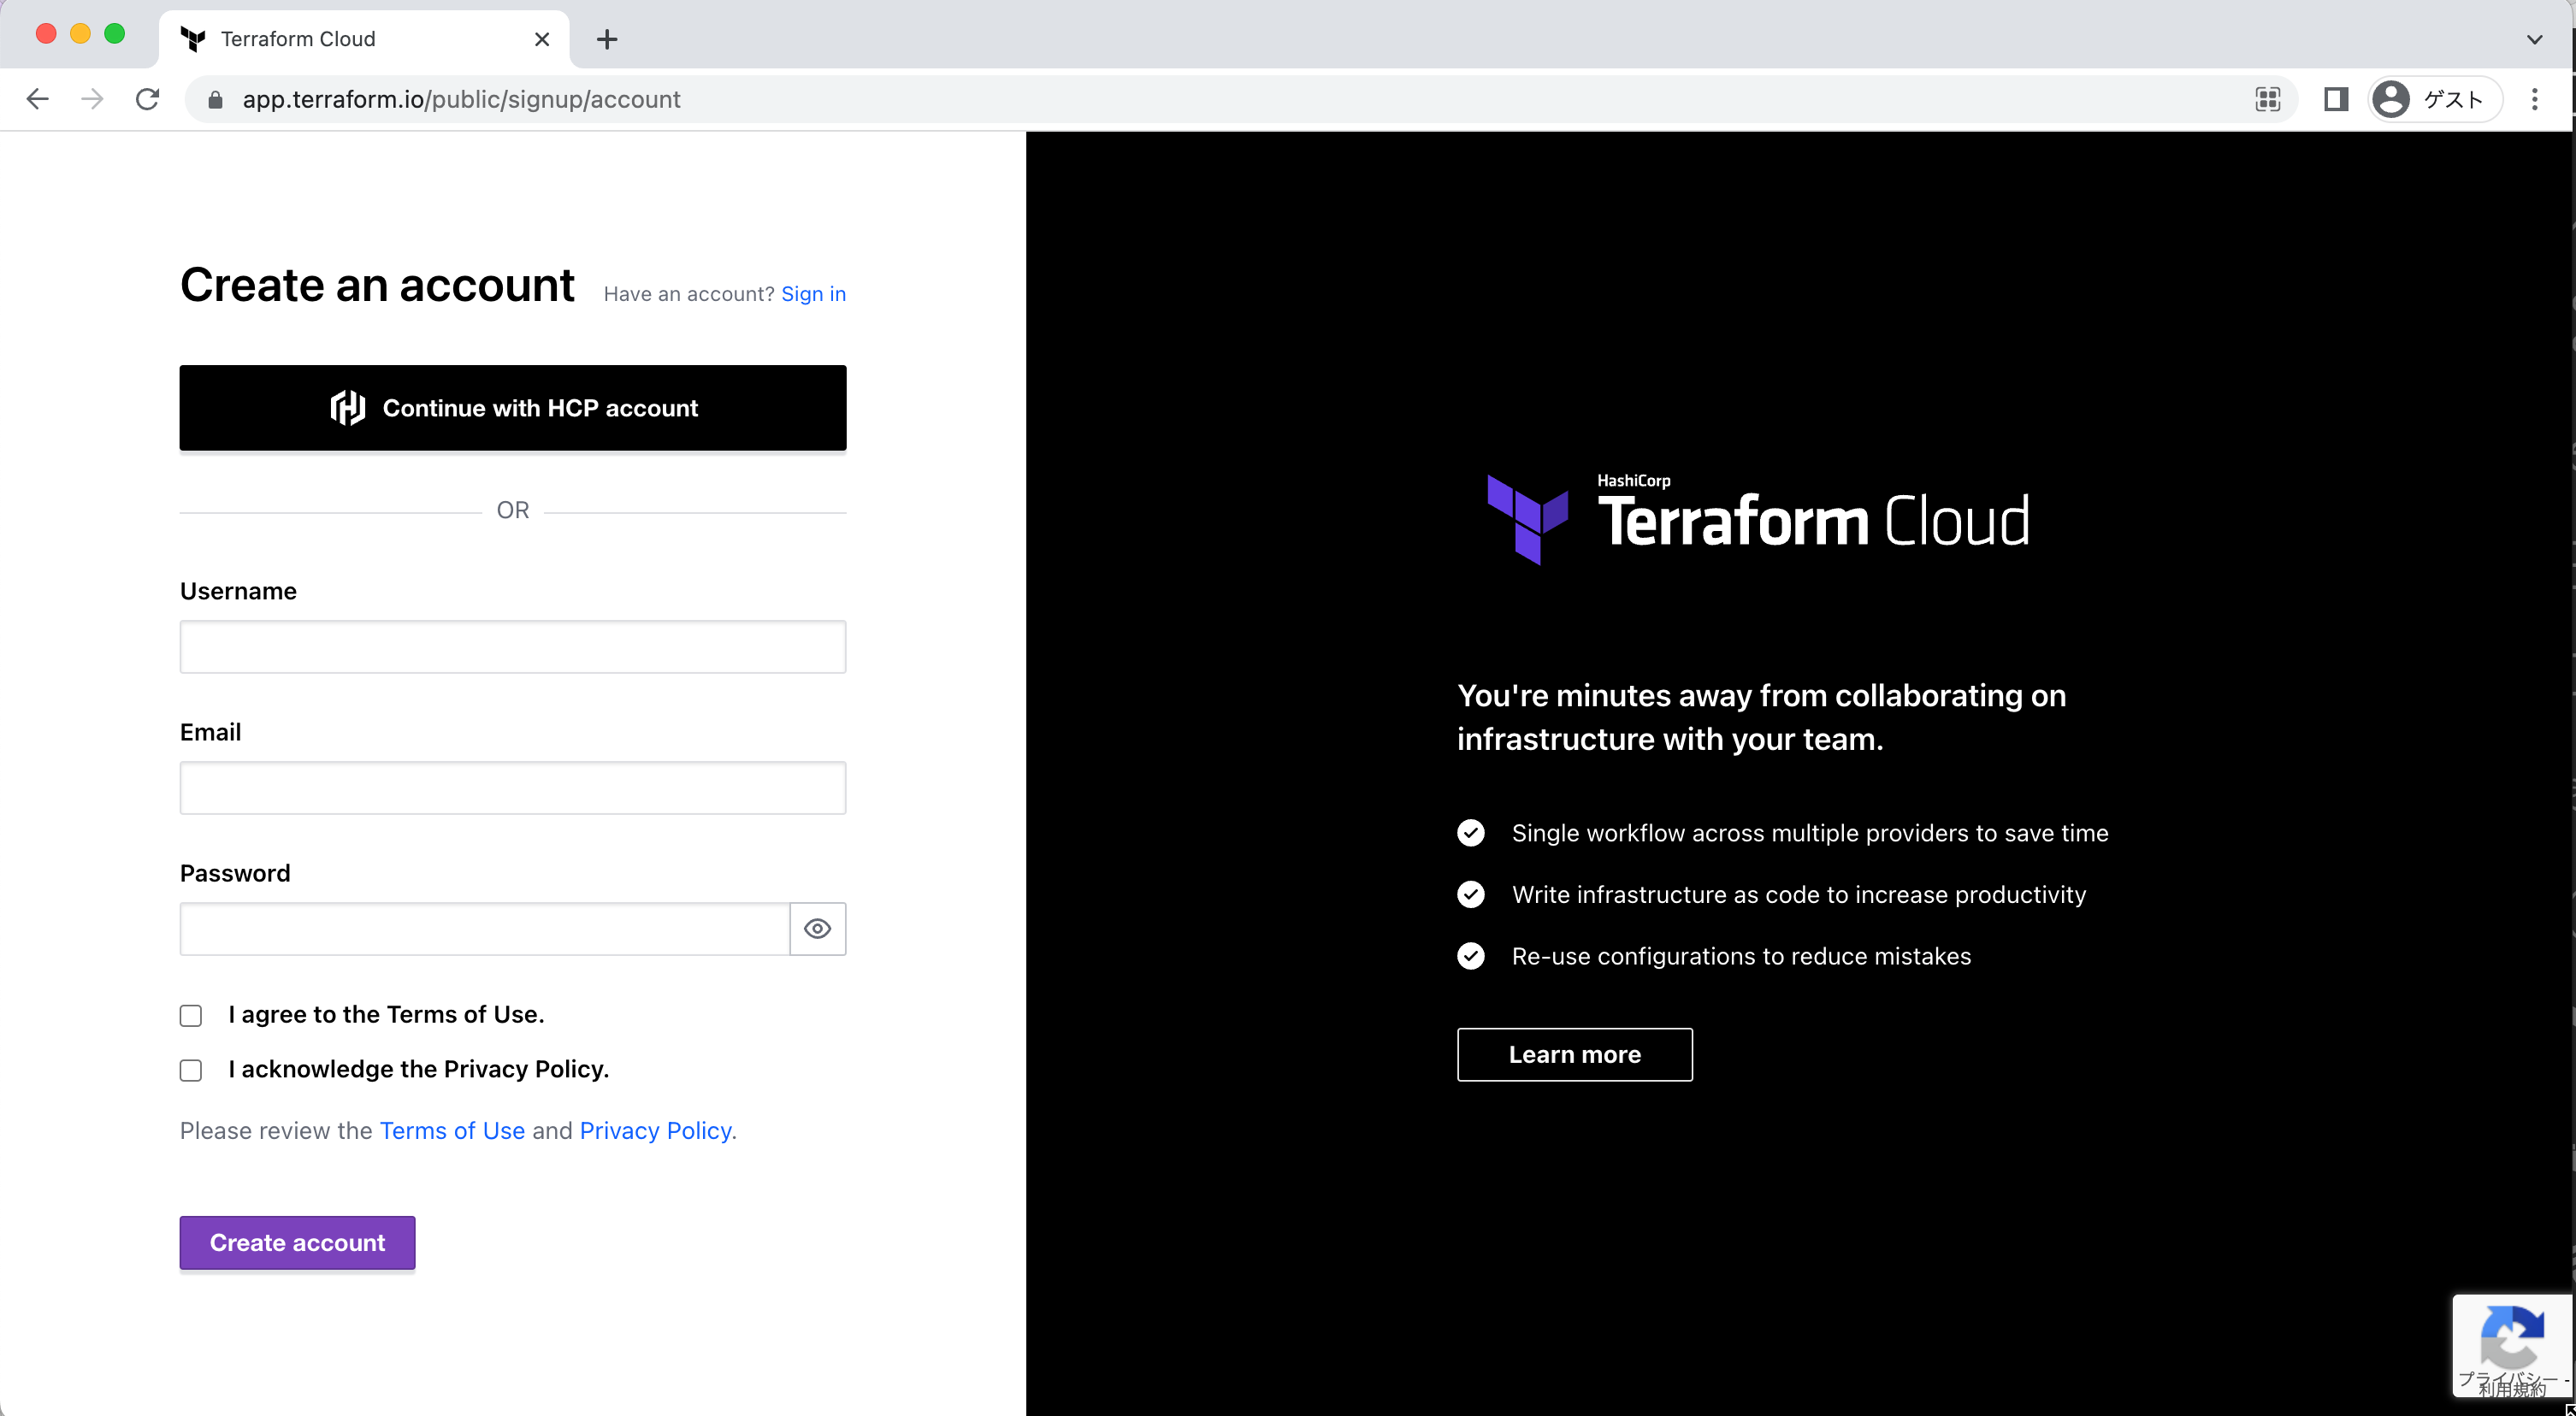 Terraform Cloud
app.terraform.io/public/signup/account
ゲスト
Create an account
Have an account? Sign in
Continue with HCP account
OR
Username
Email
Password
I agree to the Terms of Use.
I acknowledge the Privacy Policy.
Please review the Terms of Use and Privacy Policy.
Create account
HashiCorp
Terraform Cloud
You're minutes away from collaborating on
infrastructure with your team.
Single workflow across multiple providers to save time
Write infrastructure as code to increase productivity
Re-use configurations to reduce mistakes
Learn more
プライバシー -
利用規約